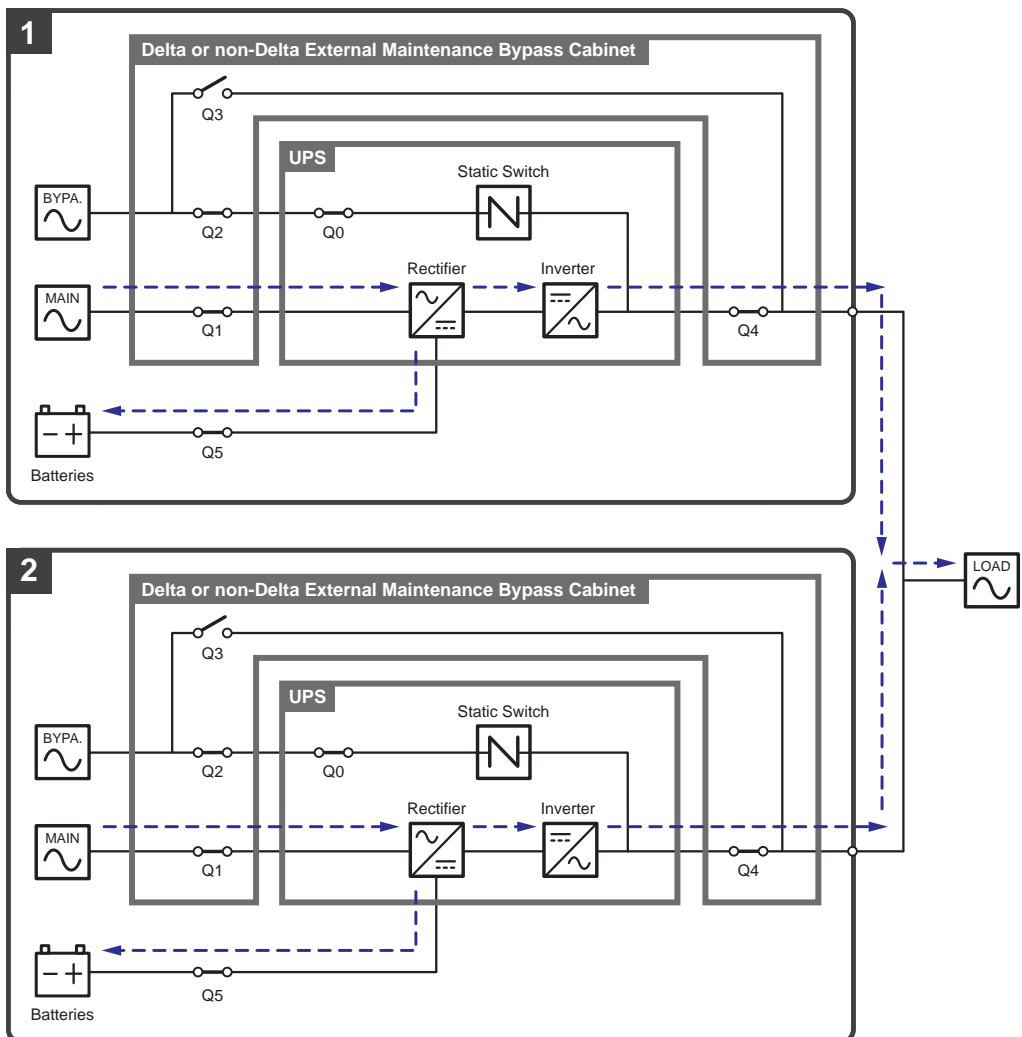 1
Delta or non-Delta External Maintenance Bypass Cabinet
Q3
UPS
Static Switch
BYPA.
Q2
Q0
Rectifier
Inverter
MAIN
Q1
Q4
Q5
Batteries
2
Delta or non-Delta External Maintenance Bypass Cabinet
LOAD
Q3
UPS
Static Switch
BYPA.
Q2
Q0
Rectifier
Inverter
MAIN
Q1
Q4
Q5
Batteries